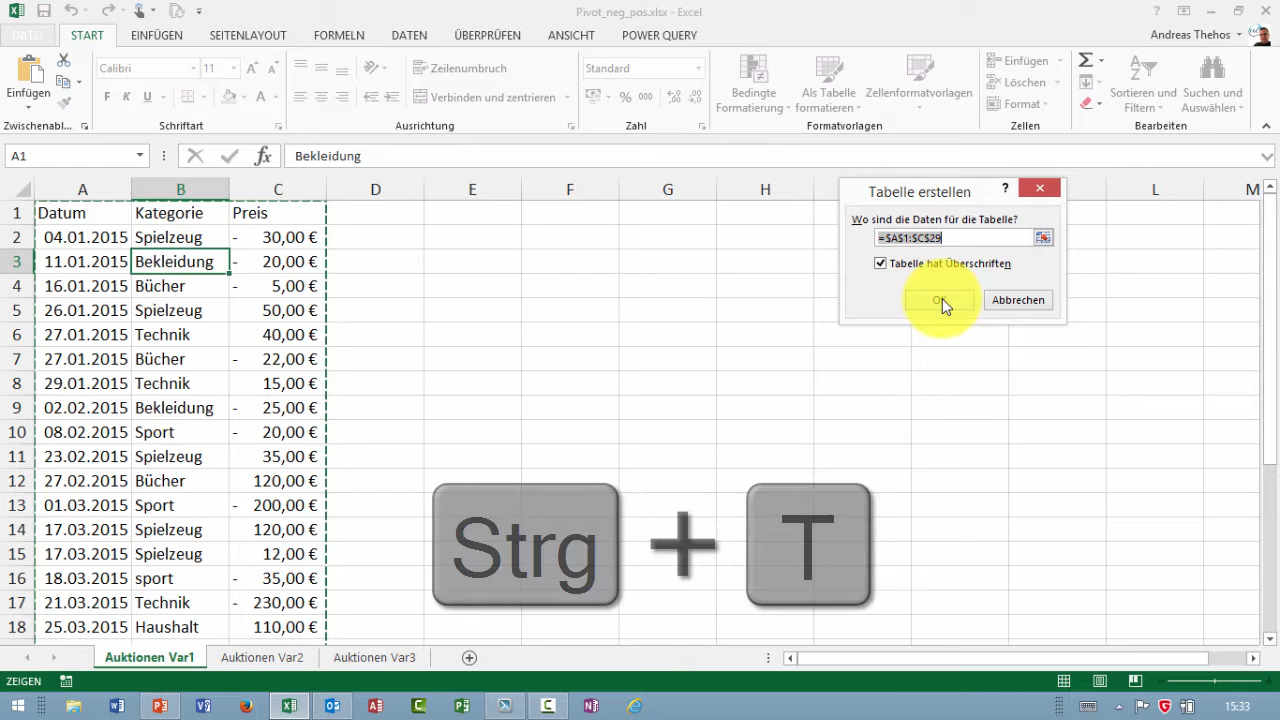 Pivot_neg_pos.xlsx - Excel
DATEI START EINFÜGEN SEITENLAYOUT FORMELN DATEN ÜBERPRÜFEN ANSICHT POWER QUERY Andreas Thehos
Einfügen
Zwischenabl...
Calibri 11
F K U
Schriftart
Zeilenumbruch
Verbinden und zentrieren
Ausrichtung
Standard
% 000
Zahl
Bedingte Formatierung
Als Tabelle formatieren
Zellenformatvorlagen
Formatvorlagen
Einfügen
Löschen
Format
Zellen
Sortieren und Filtern
Suchen und Auswählen
Bearbeiten
A1 Bekleidung
A B C D E F G H L M
1 Datum Kategorie Preis
2 04.01.2015 Spielzeug - 30,00 €
3 11.01.2015 Bekleidung - 20,00 €
4 16.01.2015 Bücher - 5,00 €
5 26.01.2015 Spielzeug 50,00 €
6 27.01.2015 Technik 40,00 €
7 27.01.2015 Bücher - 22,00 €
8 29.01.2015 Technik 15,00 €
9 02.02.2015 Bekleidung - 25,00 €
10 08.02.2015 Sport - 20,00 €
11 23.02.2015 Spielzeug 35,00 €
12 27.02.2015 Bücher 120,00 €
13 01.03.2015 Sport - 200,00 €
14 17.03.2015 Spielzeug 120,00 €
15 17.03.2015 Spielzeug 12,00 €
16 18.03.2015 sport - 35,00 €
17 21.03.2015 Technik - 230,00 €
18 25.03.2015 Haushalt 110,00 €
Tabelle erstellen ?
Wo sind die Daten für die Tabelle?
=$A$1:$C$29
Tabelle hat Überschriften
OK Abbrechen
Strg + T
Auktionen Var1 Auktionen Var2 Auktionen Var3
ZEIGEN
15:33